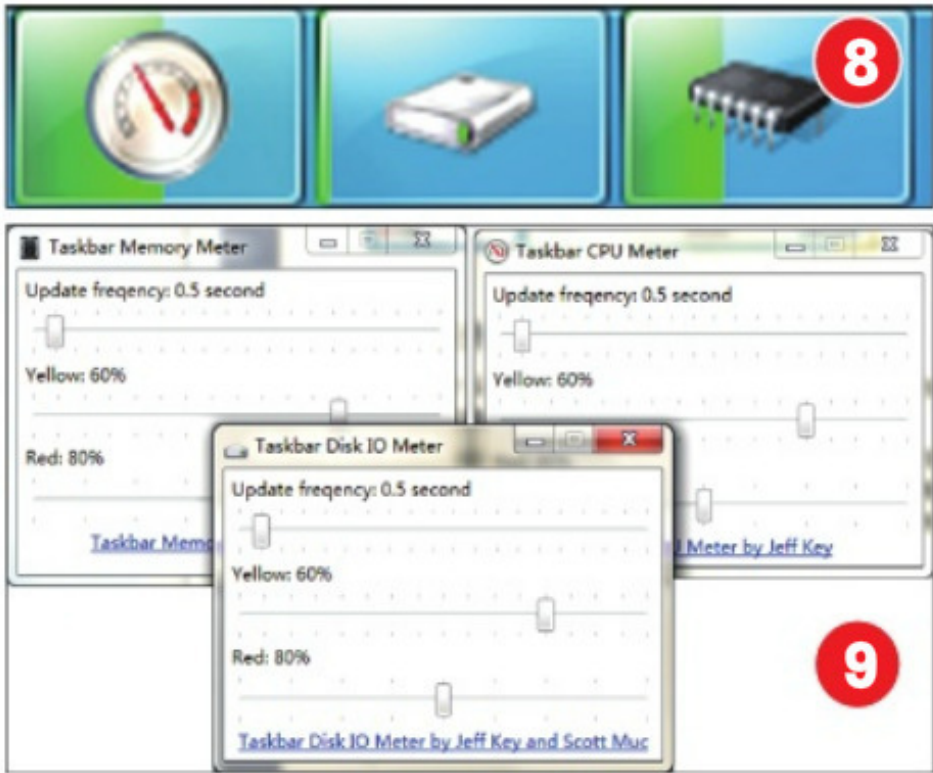 8
Taskbar Memory Meter
Update freqency: 0.5 second
Yellow: 60%
Red: 80%
Taskbar Memo
Taskbar CPU Meter
Update freqency: 0.5 second
Yellow: 60%
Meter by Jeff Key
Taskbar Disk IO Meter
Update freqency: 0.5 second
Yellow: 60%
Red: 80%
Taskbar Disk IO Meter by Jeff Key and Scott Muc
9